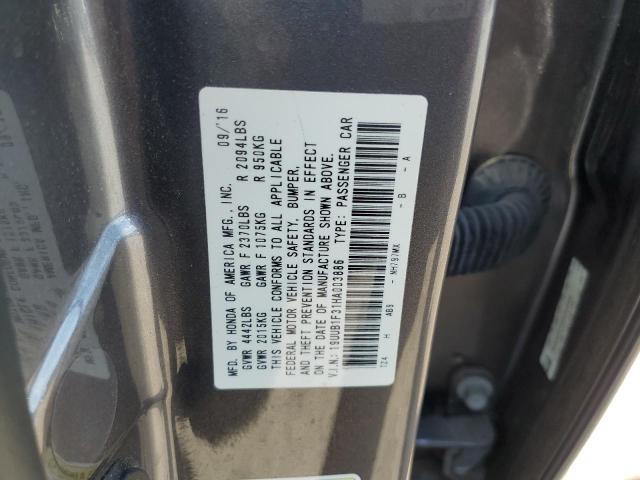 MFD. BY HONDA OF AMERICA MFG., INC. 09/'16
GVWR 4442LBS GAWR F 2370LBS R 2094LBS
GVWR 2015KG GAWR F 1075KG R 950KG
THIS VEHICLE CONFORMS TO ALL APPLICABLE
FEDERAL MOTOR VEHICLE SAFETY, BUMPER,
AND THEFT PREVENTION STANDARDS IN EFFECT
ON THE DATE OF MANUFACTURE SHOWN ABOVE.
V.I.N.: 19UUB1F31HA003886 TYPE: PASSENGER CAR
TZ4 H AB9 - NH797MX - B - A